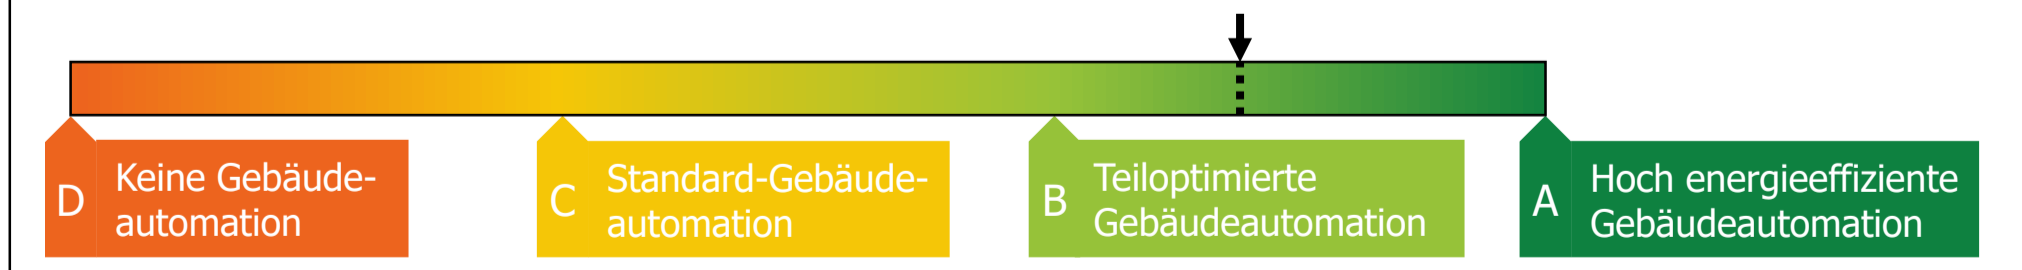 D
Keine Gebäude-
automation
C
Standard-Gebäude-
automation
B
Teiloptimierte
Gebäudeautomation
A
Hoch energieeffiziente
Gebäudeautomation